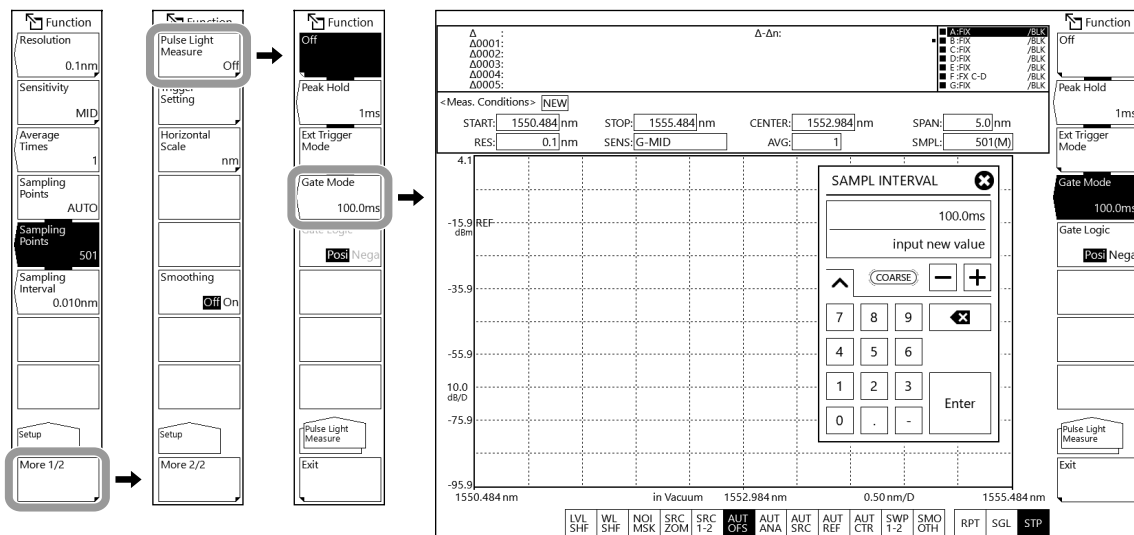 Function
Resolution
0.1nm
Sensitivity
MID
Average
Times
1
Sampling
Points
AUTO
Sampling
Points
501
Sampling
Interval
0.010nm
Setup
More 1/2
Function
Pulse Light
Measure
Off
Trigger
Setting
Horizontal
Scale
nm
Smoothing
Off On
Setup
More 2/2
Function
Off
Peak Hold
1ms
Ext Trigger
Mode
Gate Mode
100.0ms
Gate Logic
Posi Nega
Pulse Light
Measure
Exit
Δ :
Δ0001:
Δ0002:
Δ0003:
Δ0004:
Δ0005:
Δ-Δn:
A:FIX /BLK
B:FIX /BLK
C:FIX /BLK
D:FIX /BLK
E:FIX /BLK
F:FX C-D /BLK
G:FIX /BLK
<Meas. Conditions> NEW
START: 1550.484 nm STOP: 1555.484 nm CENTER: 1552.984 nm SPAN: 5.0 nm
RES: 0.1 nm SENS: G-MID AVG: 1 SMPL: 501(M)
4.1
-15.9 REF
dBm
-35.9
-55.9
10.0
dB/D
-75.9
-95.9
1550.484 nm in Vacuum 1552.984 nm 0.50 nm/D 1555.484 nm
SAMPL INTERVAL
100.0ms
input new value
COARSE
7 8 9
4 5 6
1 2 3
Enter
0 . -
LVL SHF
WL SHF
NOI MSK
SRC ZOM
SRC 1-2
AUT OFS
AUT ANA
AUT SRC
AUT REF
AUT CTR
SWP 1-2
SMO OTH
RPT
SGL
STP
Function
Off
Peak Hold
1ms
Ext Trigger
Mode
Gate Mode
100.0ms
Gate Logic
Posi Nega
Pulse Light
Measure
Exit